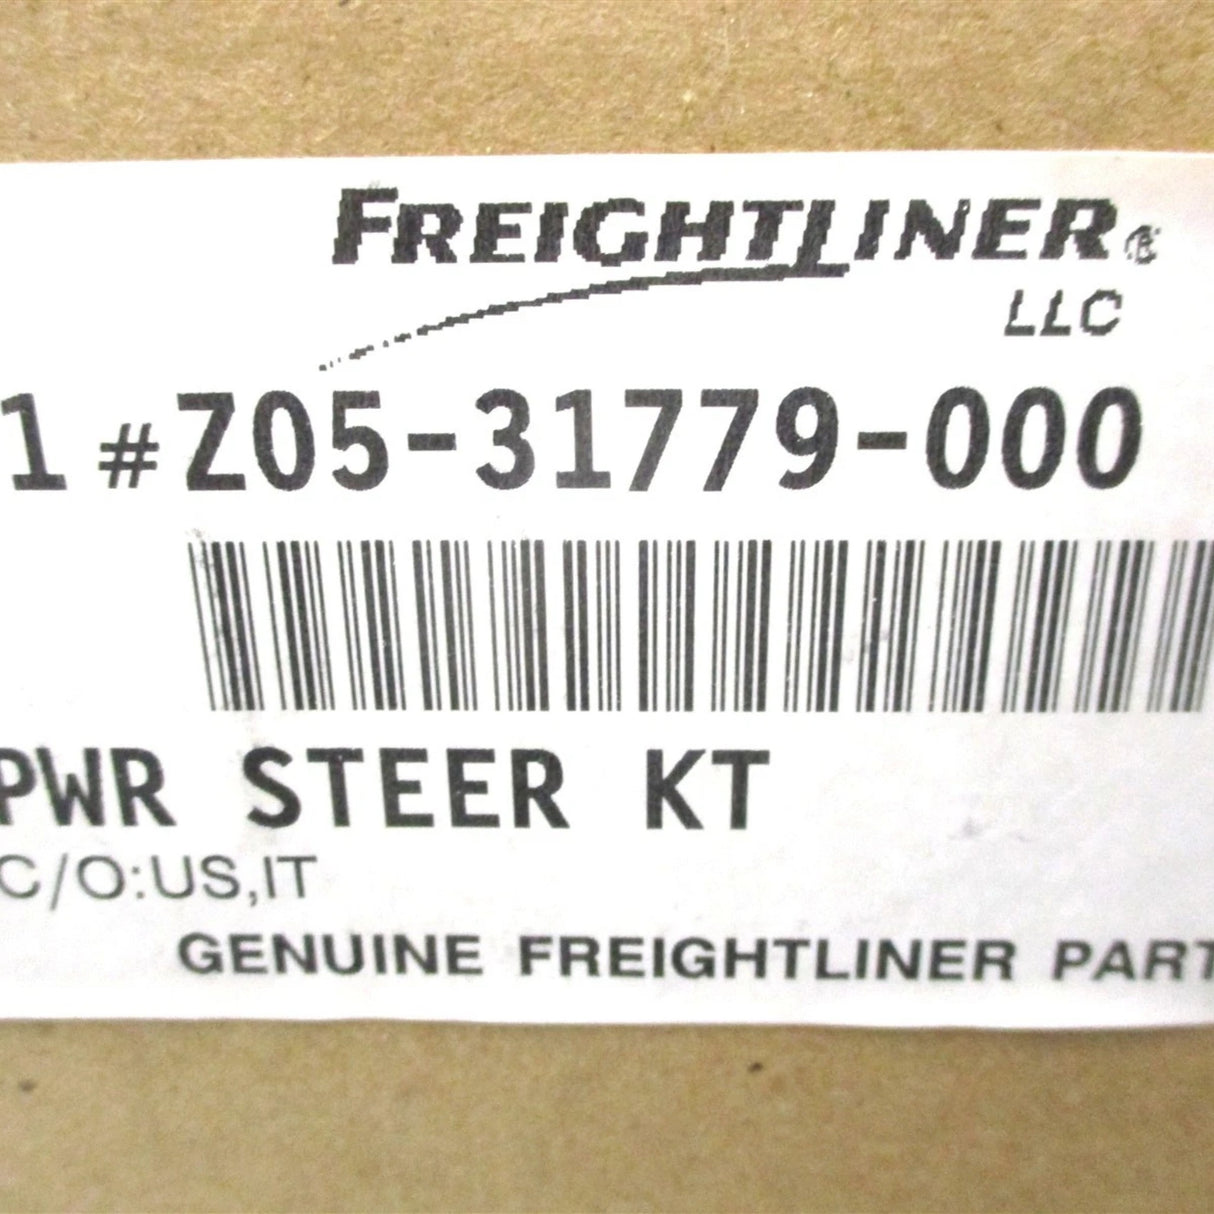 FREIGHTLINER®
LLC
1 #Z05-31779-000
PWR STEER KT
C/O:US,IT
GENUINE FREIGHTLINER PART